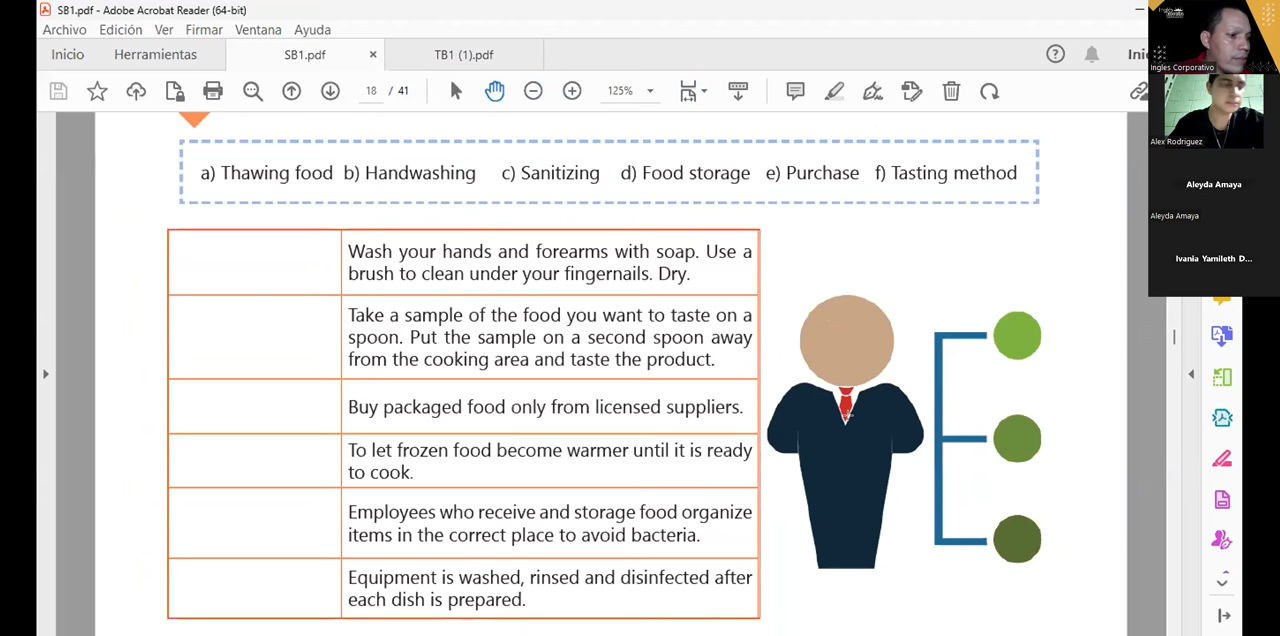 SB1.pdf - Adobe Acrobat Reader (64-bit)
Archivo Edición Ver Firmar Ventana Ayuda
Inicio Herramientas SB1.pdf × TB1 (1).pdf Ini
18 / 41 125%
a) Thawing food b) Handwashing c) Sanitizing d) Food storage e) Purchase f) Tasting method
Wash your hands and forearms with soap. Use a
brush to clean under your fingernails. Dry.
Take a sample of the food you want to taste on a
spoon. Put the sample on a second spoon away
from the cooking area and taste the product.
Buy packaged food only from licensed suppliers.
To let frozen food become warmer until it is ready
to cook.
Employees who receive and storage food organize
items in the correct place to avoid bacteria.
Equipment is washed, rinsed and disinfected after
each dish is prepared.
Ingles Corporativo
Alex Rodriguez
Aleyda Amaya
Aleyda Amaya
Ivania Yamileth D...